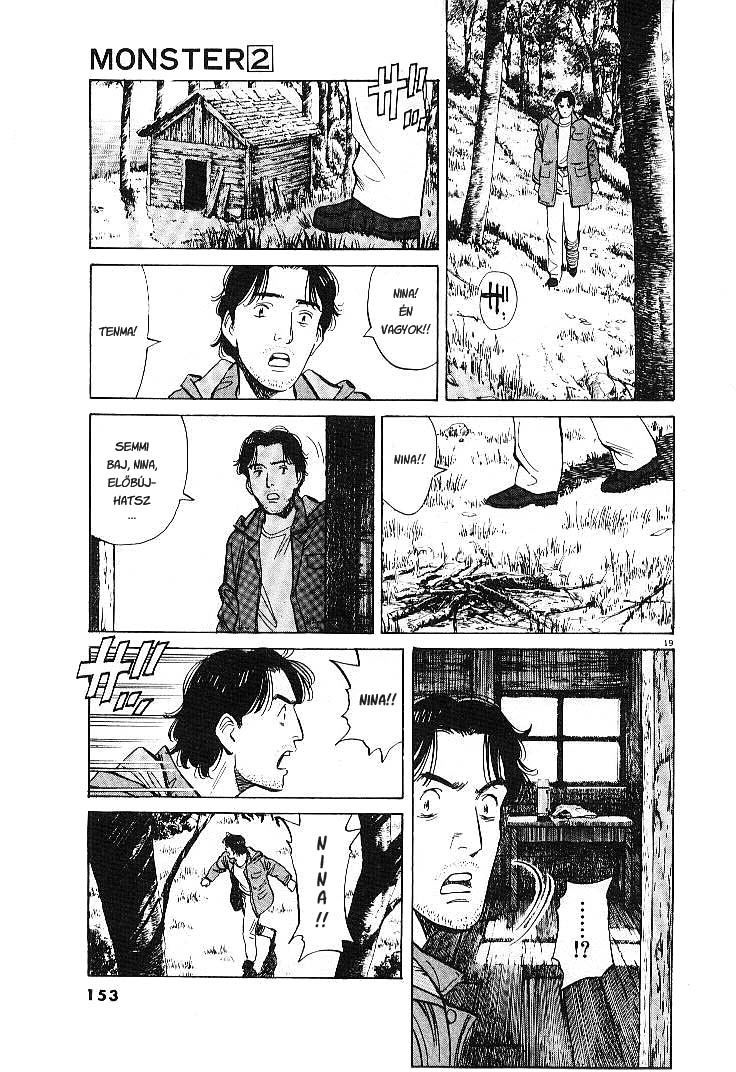 MONSTER 2
NINA!
ÉN
VAGYOK!!
TENMA!
NINA!!
SEMMI
BAJ, NINA,
ELŐBÚJ-
HATSZ
...
19
......
!?
NINA!!
NINA!!
153